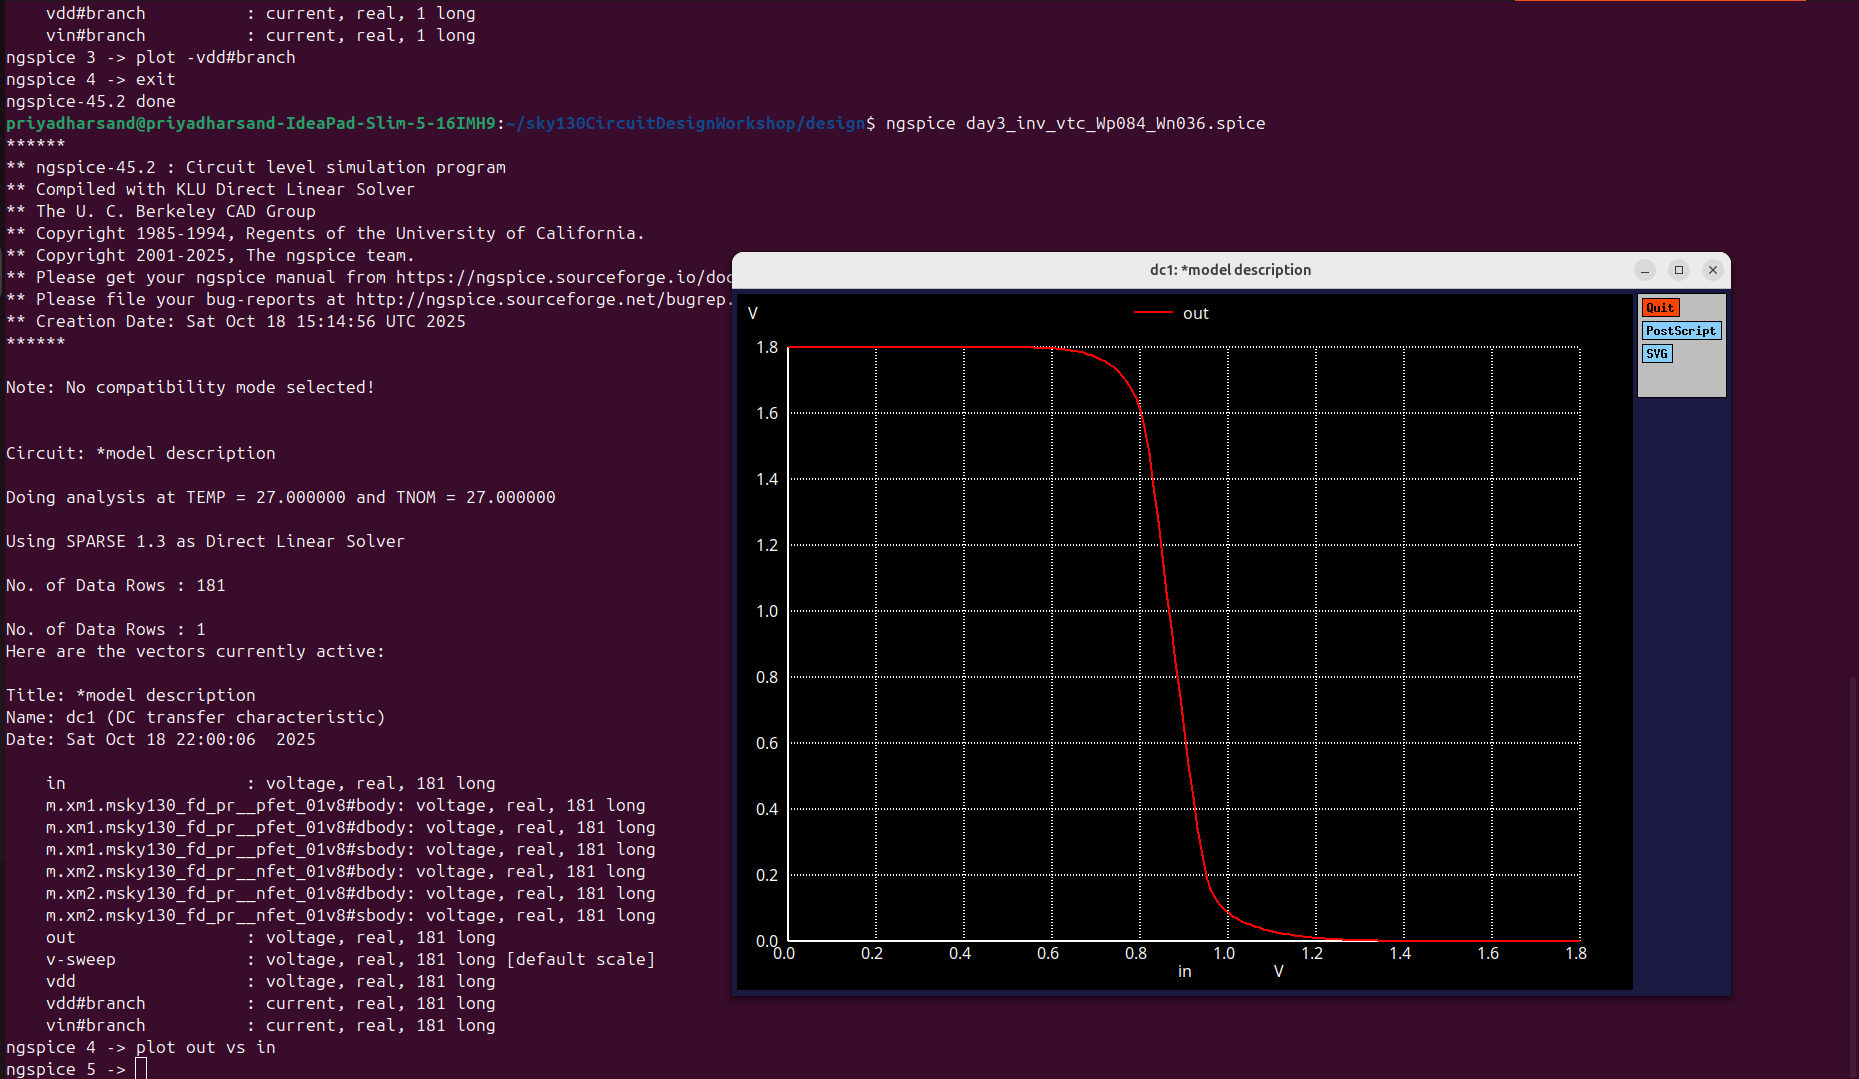 vdd#branch          : current, real, 1 long
vin#branch          : current, real, 1 long
ngspice 3 -> plot -vdd#branch
ngspice 4 -> exit
ngspice-45.2 done
priyadharsand@priyadharsand-IdeaPad-Slim-5-16IMH9:~/sky130CircuitDesignWorkshop/design$ ngspice day3_inv_vtc_Wp084_Wn036.spice
******
** ngspice-45.2 : Circuit level simulation program
** Compiled with KLU Direct Linear Solver
** The U. C. Berkeley CAD Group
** Copyright 1985-1994, Regents of the University of California.
** Copyright 2001-2025, The ngspice team.
** Please get your ngspice manual from https://ngspice.sourceforge.io/doc
** Please file your bug-reports at http://ngspice.sourceforge.net/bugrep.
** Creation Date: Sat Oct 18 15:14:56 UTC 2025
******
Note: No compatibility mode selected!
Circuit: *model description
Doing analysis at TEMP = 27.000000 and TNOM = 27.000000
Using SPARSE 1.3 as Direct Linear Solver
No. of Data Rows : 181
No. of Data Rows : 1
Here are the vectors currently active:
Title: *model description
Name: dc1 (DC transfer characteristic)
Date: Sat Oct 18 22:00:06  2025
in                  : voltage, real, 181 long
m.xm1.msky130_fd_pr__pfet_01v8#body: voltage, real, 181 long
m.xm1.msky130_fd_pr__pfet_01v8#dbody: voltage, real, 181 long
m.xm1.msky130_fd_pr__pfet_01v8#sbody: voltage, real, 181 long
m.xm2.msky130_fd_pr__nfet_01v8#body: voltage, real, 181 long
m.xm2.msky130_fd_pr__nfet_01v8#dbody: voltage, real, 181 long
m.xm2.msky130_fd_pr__nfet_01v8#sbody: voltage, real, 181 long
out                 : voltage, real, 181 long
v-sweep             : voltage, real, 181 long [default scale]
vdd                 : voltage, real, 181 long
vdd#branch          : current, real, 181 long
vin#branch          : current, real, 181 long
ngspice 4 -> plot out vs in
ngspice 5 ->
dc1: *model description
V
out
Quit
PostScript
SVG
1.8
1.6
1.4
1.2
1.0
0.8
0.6
0.4
0.2
0.0
0.0 0.2 0.4 0.6 0.8 1.0 1.2 1.4 1.6 1.8
in V